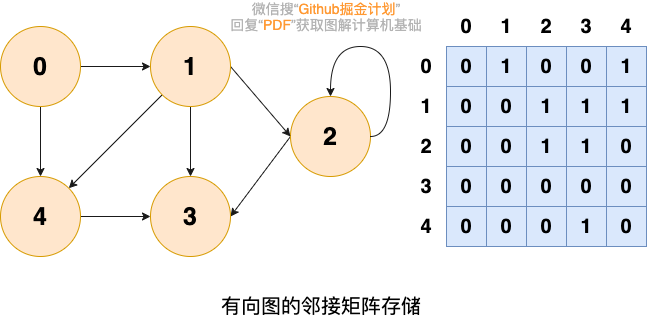 微信搜“Github掘金计划”
回复“PDF”获取图解计算机基础
0 1 2 4 3
0 1 2 3 4
0 0 1 0 0 1
1 0 0 1 1 1
2 0 0 1 1 0
3 0 0 0 0 0
4 0 0 0 1 0
有向图的邻接矩阵存储